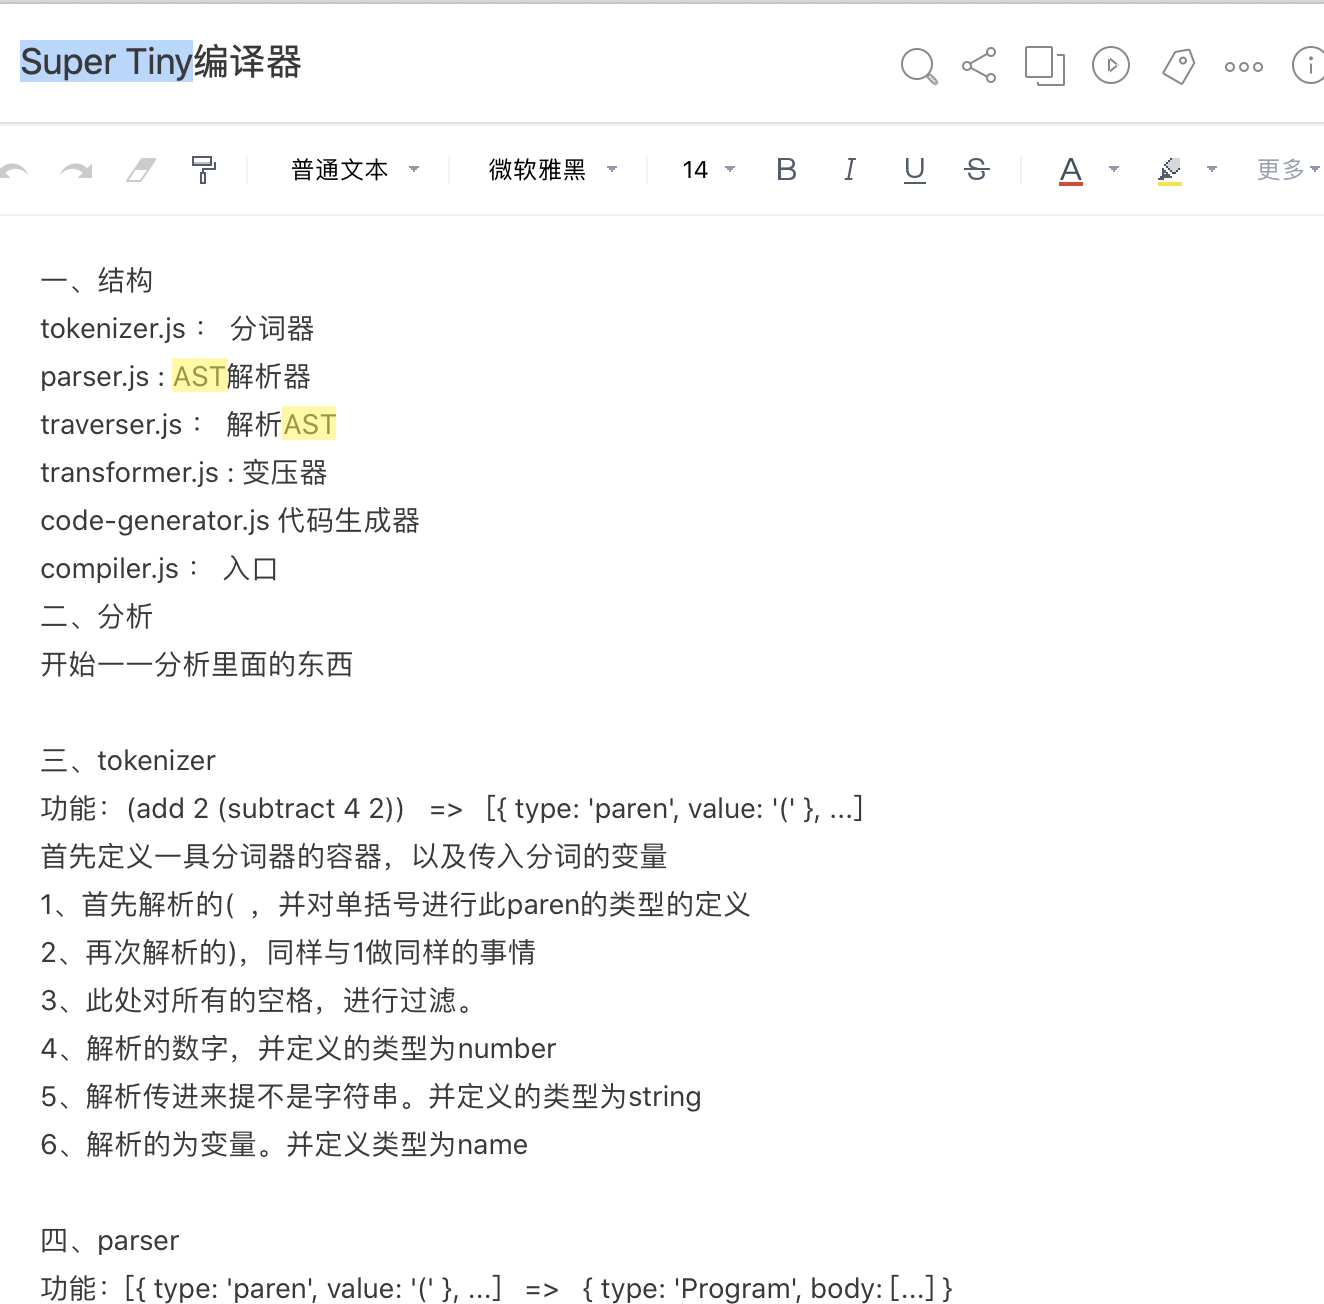 Super Tiny编译器
普通文本 微软雅黑 14 B I U S A 更多
一、结构
tokenizer.js： 分词器
parser.js : AST解析器
traverser.js： 解析AST
transformer.js : 变压器
code-generator.js 代码生成器
compiler.js： 入口
二、分析
开始一一分析里面的东西
三、tokenizer
功能：(add 2 (subtract 4 2)) => [{ type: 'paren', value: '(' }, ...]
首先定义一具分词器的容器，以及传入分词的变量
1、首先解析的( ，并对单括号进行此paren的类型的定义
2、再次解析的)，同样与1做同样的事情
3、此处对所有的空格，进行过滤。
4、解析的数字，并定义的类型为number
5、解析传进来提不是字符串。并定义的类型为string
6、解析的为变量。并定义类型为name
四、parser
功能：[{ type: 'paren', value: '(' }, ...] => { type: 'Program', body: [...] }